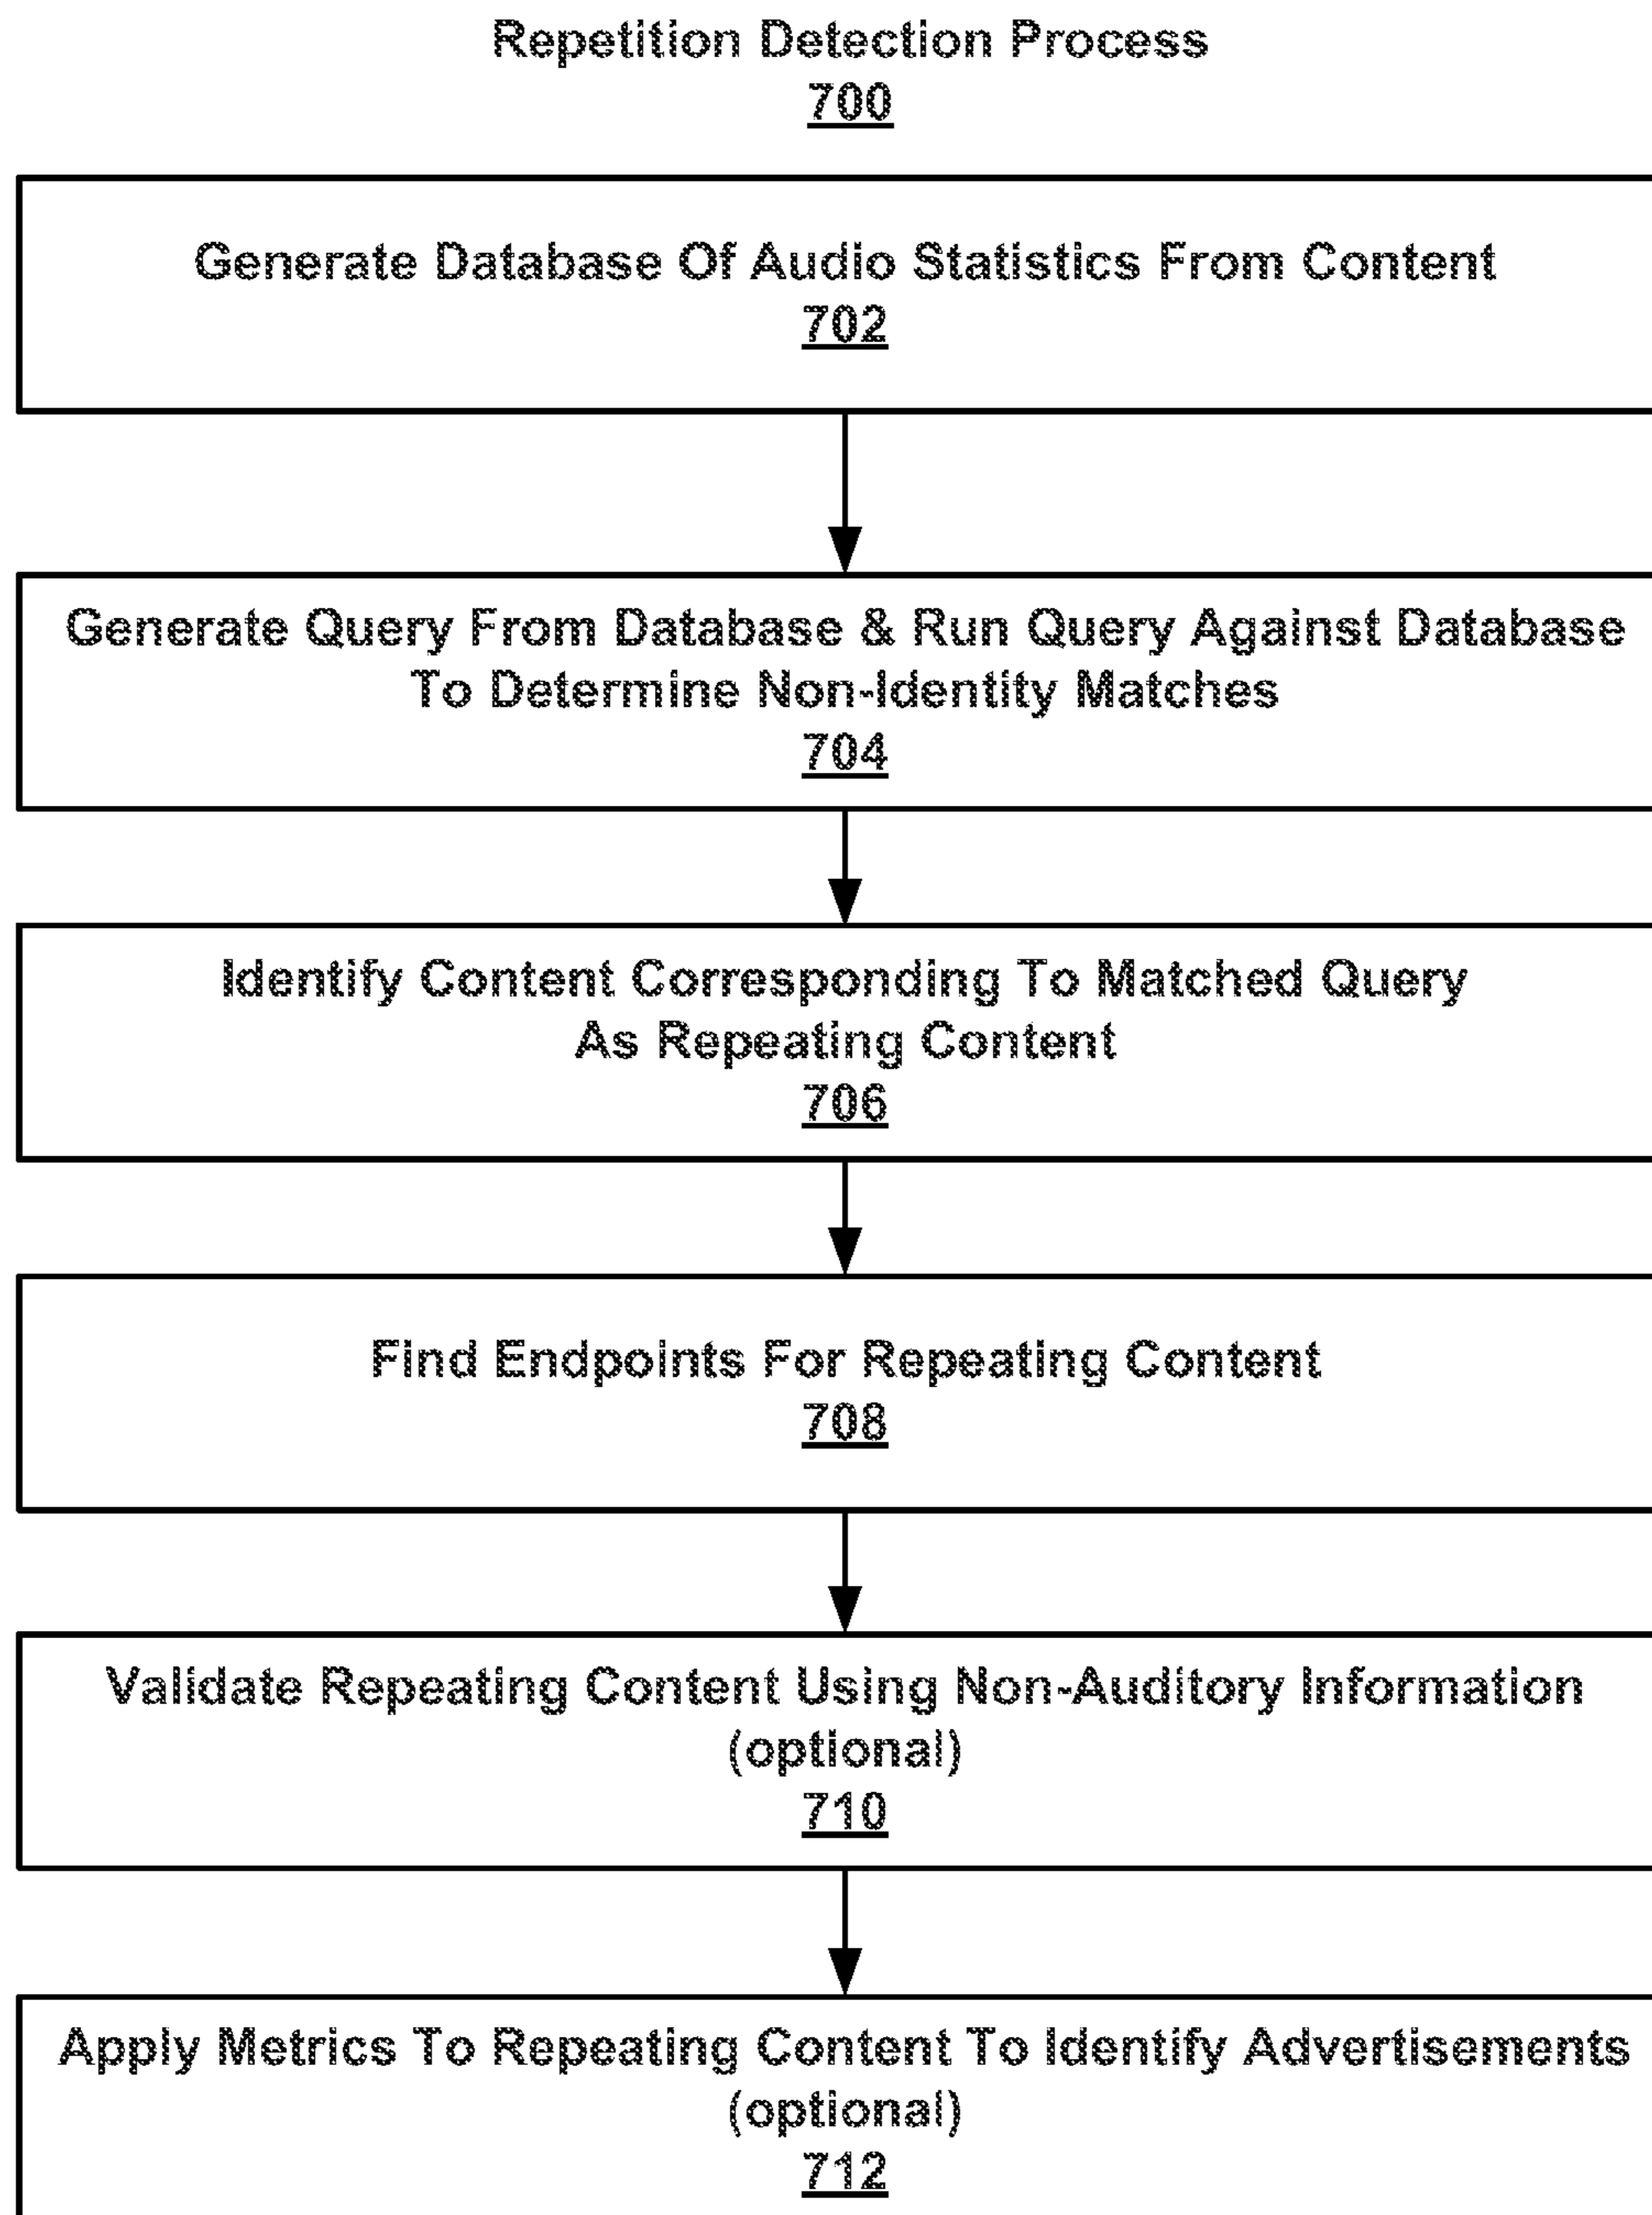 Repetition Detection Process
700
Generate Database Of Audio Statistics From Content
702
Generate Query From Database & Run Query Against Database
To Determine Non-Identity Matches
704
Identify Content Corresponding To Matched Query
As Repeating Content
706
Find Endpoints For Repeating Content
708
Validate Repeating Content Using Non-Auditory Information
(optional)
710
Apply Metrics To Repeating Content To Identify Advertisements
(optional)
712